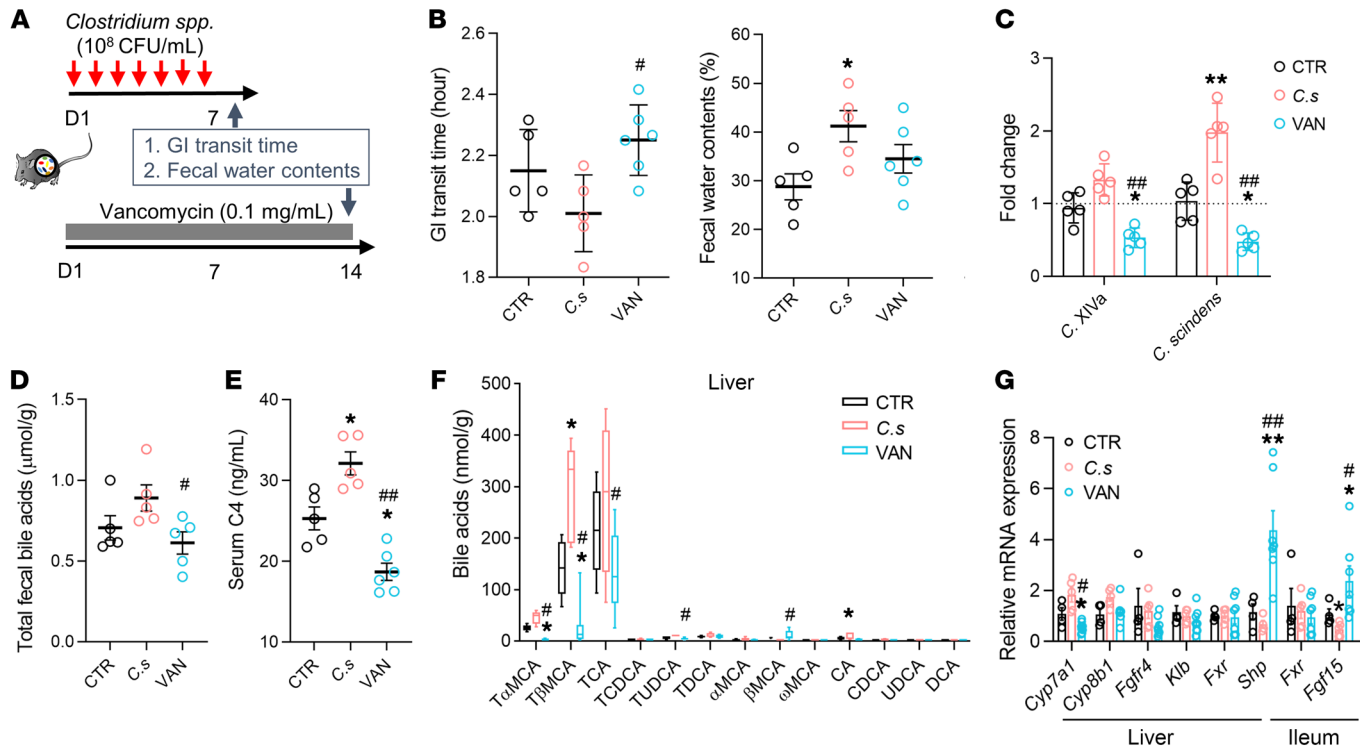 A
Clostridium spp.
(10⁸ CFU/mL)
D1
7
1. GI transit time
2. Fecal water contents
Vancomycin (0.1 mg/mL)
D1
7
14
B
GI transit time (hour)
2.6
2.4
2.2
2.0
1.8
#
CTR
C.s
VAN
Fecal water contents (%)
60
50
40
30
20
10
*
CTR
C.s
VAN
C
Fold change
3
2
1
0
CTR
C.s
VAN
##
*
**
##
*
C. XIVa
C. scindens
D
Total fecal bile acids (μmol/g)
1.5
1.0
0.5
0.0
#
CTR
C.s
VAN
E
Serum C4 (ng/mL)
40
30
20
10
*
##
*
CTR
C.s
VAN
F
Liver
Bile acids (nmol/g)
500
400
300
200
100
0
CTR
C.s
VAN
#
*
*
#
*
#
#
#
*
TαMCA
TβMCA
TCA
TCDCA
TUDCA
TDCA
αMCA
βMCA
ωMCA
CA
CDCA
UDCA
DCA
G
Relative mRNA expression
8
6
4
2
0
CTR
C.s
VAN
#
*
##
**
*
#
*
Cyp7a1
Cyp8b1
Fgfr4
Klb
Fxr
Shp
Fxr
Fgf15
Liver
Ileum